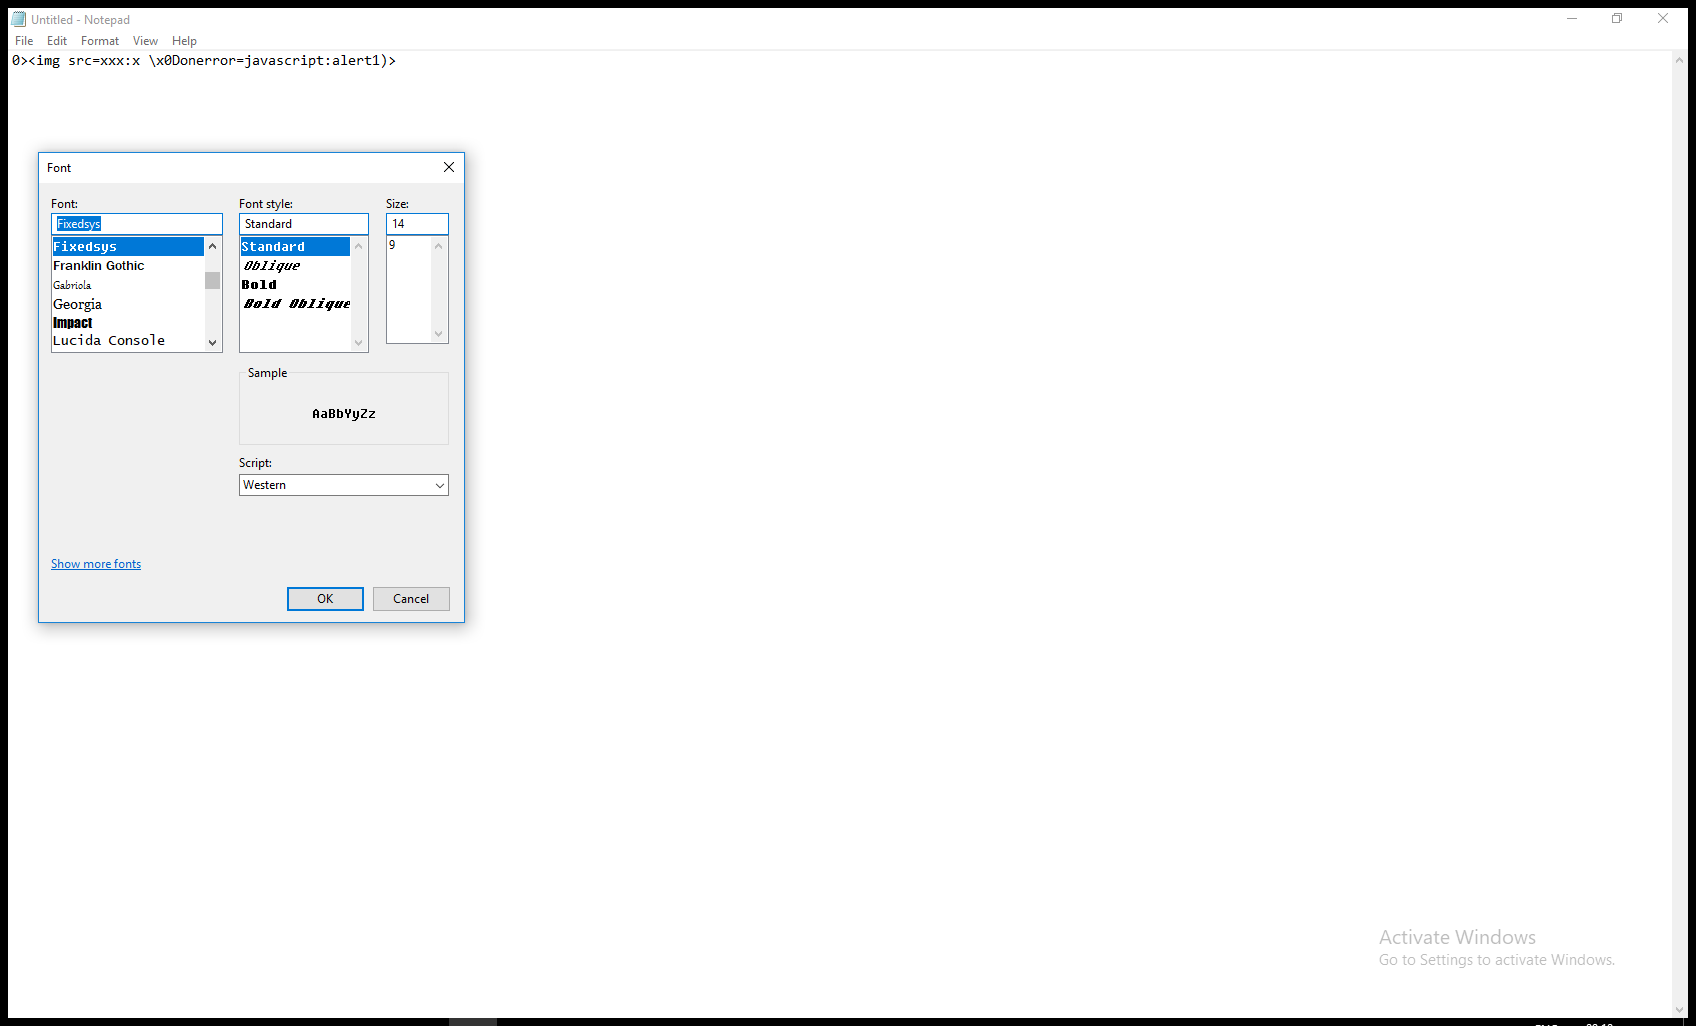 Untitled - Notepad
File Edit Format View Help
0><img src=xxx:x \x0Donerror=javascript:alert1)>
Font
Font: Font style: Size:
Fixedsys Standard 14
Fixedsys Standard 9
Franklin Gothic Oblique
Gabriola Bold
Georgia Bold Oblique
Impact
Lucida Console
Sample
AaBbYyZz
Script:
Western
Show more fonts
OK Cancel
Activate Windows
Go to Settings to activate Windows.